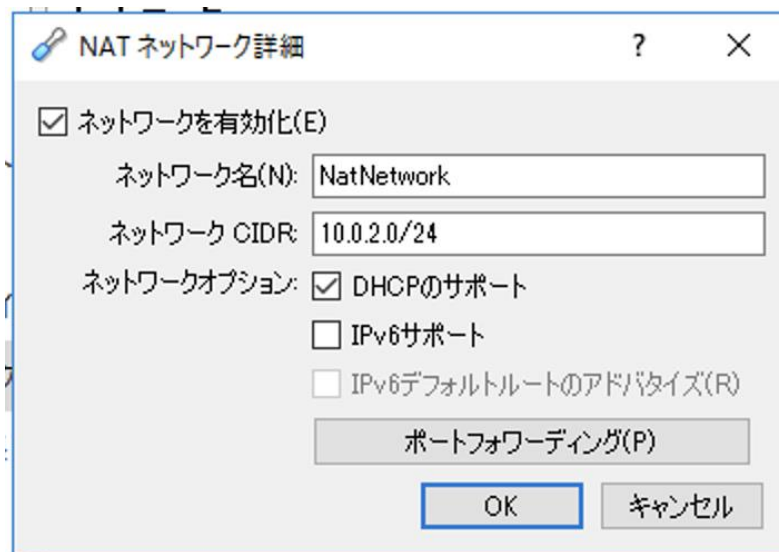 NAT ネットワーク詳細
ネットワークを有効化(E)
ネットワーク名(N): NatNetwork
ネットワーク CIDR: 10.0.2.0/24
ネットワークオプション: DHCPのサポート
IPv6サポート
IPv6デフォルトルートのアドバタイズ(R)
ポートフォワーディング(P)
OK キャンセル